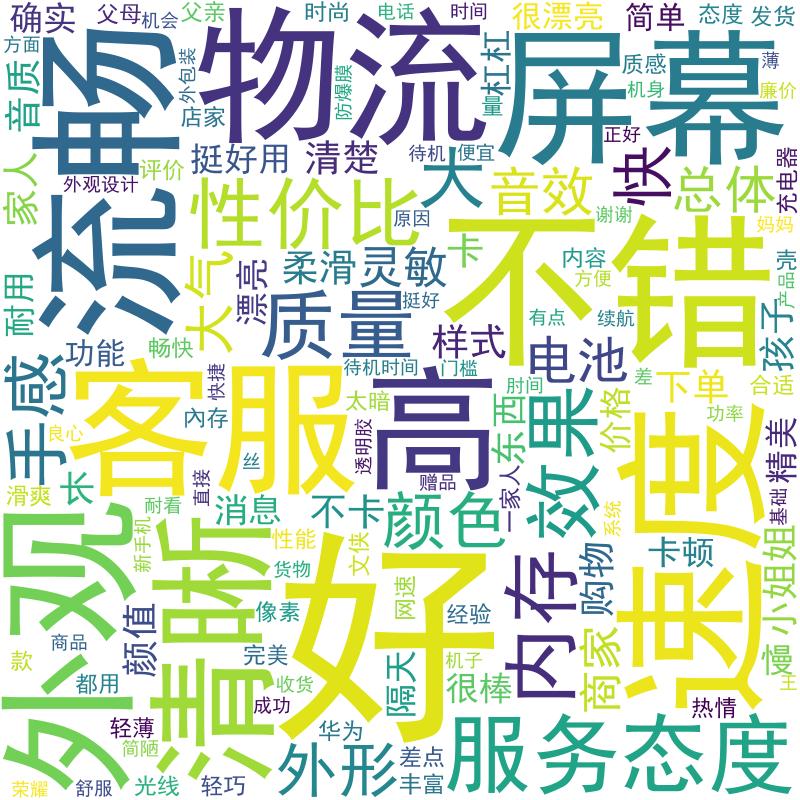 确实
父母
机会
父亲
时尚
电话
时间
很漂亮
简单
态度
发货
方面
音质
外包装
店家
流畅
物流
防爆膜
量
杠杠
屏幕
质感
机身
薄
廉价
正好
挺好用
清楚
待机
便宜
大
快
音效
总体
充电器
家人
外观设计
评价
性价比
原因
卡
不错
谢谢
妈妈
耐用
大气
漂亮
柔滑
灵敏
内容
方便
壳
产品
孩子
功能
畅快
质量
挺好
样式
有点
续航
电池
手感
快捷
待机时间
门槛
差
下单
合适
客服
太暗
高
东西
效果
价格
速度
功率
良心
内存
透明胶
丝
直接
赠品
一家人
精美
滑爽
卡
耐看
消息
不卡
颜色
基础
系统
外观
新手机
清晰
性能
货物
好
网速
内存
购物
卡顿
小姐姐
颜值
像素
经验
商家
款
商品
完美
机子
隔天
很棒
都用
收货
成功
轻薄
热情
简陋
华为
外形
差点
丰富
服务态度
荣耀
舒服
光线
轻巧